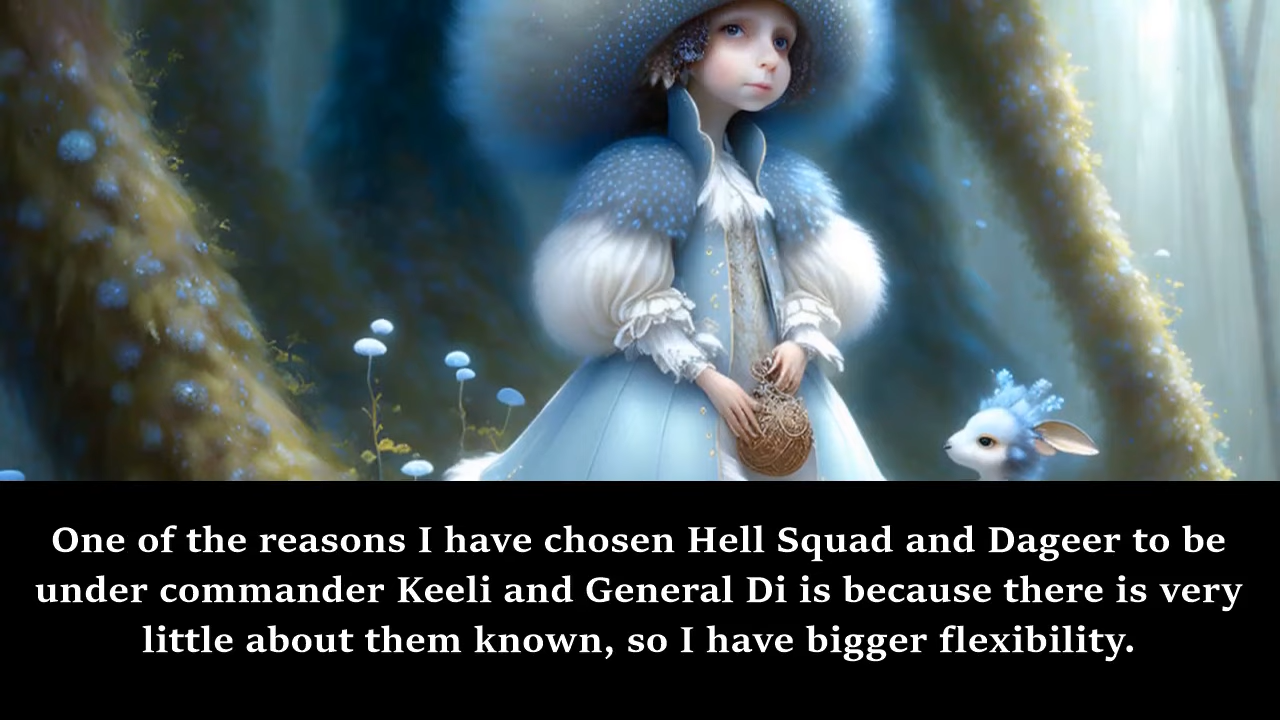 One of the reasons I have chosen Hell Squad and Dageer to be
under commander Keeli and General Di is because there is very
little about them known, so I have bigger flexibility.